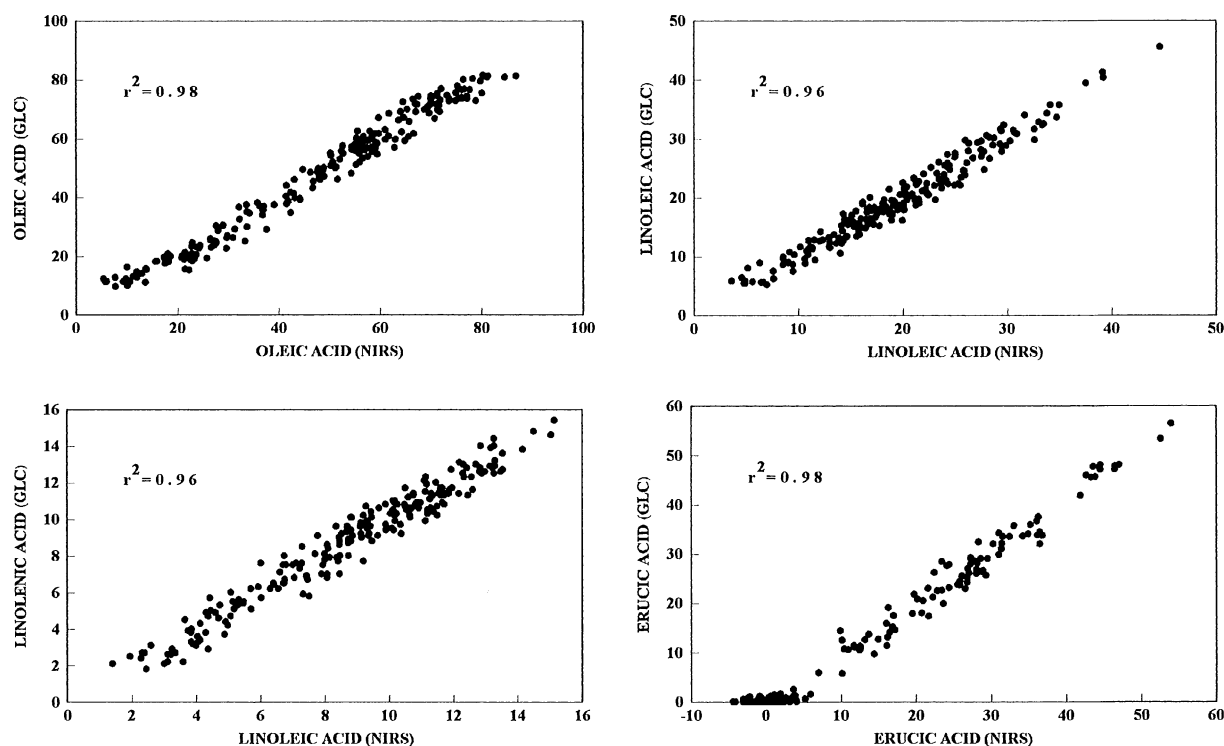 100
80
60
40
20
0
OLEIC ACID (GLC)
r2=0.98
0 20 40 60 80 100
OLEIC ACID (NIRS)
50
40
30
20
10
0
LINOLEIC ACID (GLC)
r2=0.96
0 10 20 30 40 50
LINOLEIC ACID (NIRS)
16
14
12
10
8
6
4
2
0
LINOLENIC ACID (GLC)
r2=0.96
0 2 4 6 8 10 12 14 16
LINOLEIC ACID (NIRS)
60
50
40
30
20
10
0
ERUCIC ACID (GLC)
r2=0.98
-10 0 10 20 30 40 50 60
ERUCIC ACID (NIRS)